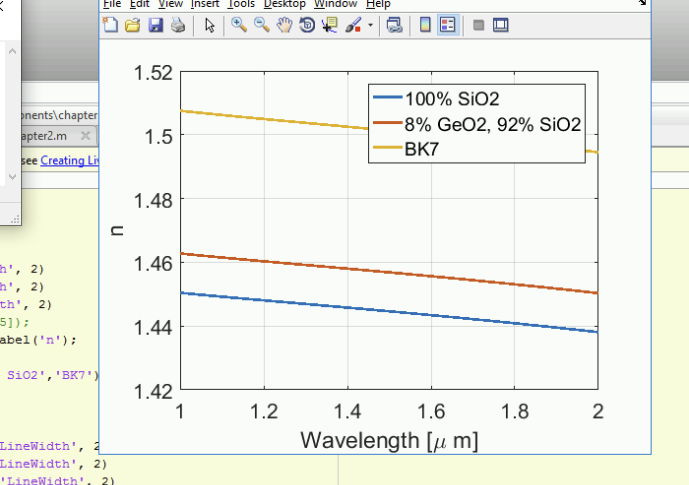 File Edit View Insert Tools Desktop Window Help
onents\chapter
apter2.m
see Creating Li
h', 2)
h', 2)
th', 2)
5]);
abel('n');
SiO2','BK7')
LineWidth', 2
LineWidth', 2)
'LineWidth', 2)
1.52
1.5
1.48
1.46
1.44
1.42
n
100% SiO2
8% GeO2, 92% SiO2
BK7
1 1.2 1.4 1.6 1.8 2
Wavelength [μ m]